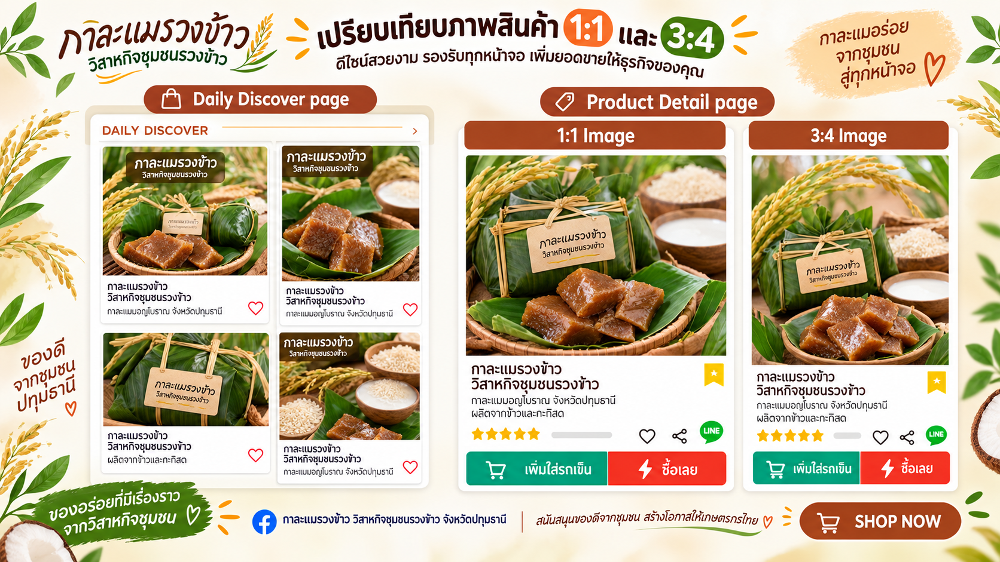 กาละแมรวงข้าว
วิสาหกิจชุมชนรวงข้าว
เปรียบเทียบภาพสินค้า 1:1 และ 3:4
ดีไซน์สวยงาม รองรับทุกหน้าจอ เพิ่มยอดขายให้ธุรกิจของคุณ
กาละแมอร่อย
จากชุมชน
สู่ทุกหน้าจอ
Daily Discover page
DAILY DISCOVER
กาละแมรวงข้าว
วิสาหกิจชุมชนรวงข้าว
กาละแมรวงข้าว
วิสาหกิจชุมชนรวงข้าว
กาละแมรวงข้าว
วิสาหกิจชุมชนรวงข้าว
กาละแมมอญโบราณ จังหวัดปทุมธานี
กาละแมรวงข้าว
วิสาหกิจชุมชนรวงข้าว
กาละแมมอญโบราณ จังหวัดปทุมธานี
กาละแมรวงข้าว
วิสาหกิจชุมชนรวงข้าว
กาละแมรวงข้าว
วิสาหกิจชุมชนรวงข้าว
ผลิตจากข้าวและกะทิสด
กาละแมรวงข้าว
วิสาหกิจชุมชนรวงข้าว
กาละแมรวงข้าว
วิสาหกิจชุมชนรวงข้าว
กาละแมมอญโบราณ จังหวัดปทุมธานี
Product Detail page
1:1 Image
กาละแมรวงข้าว
วิสาหกิจชุมชนรวงข้าว
กาละแมรวงข้าว
วิสาหกิจชุมชนรวงข้าว
กาละแมมอญโบราณ จังหวัดปทุมธานี
ผลิตจากข้าวและกะทิสด
LINE
เพิ่มใส่รถเข็น
ซื้อเลย
3:4 Image
กาละแมรวงข้าว
วิสาหกิจชุมชนรวงข้าว
กาละแมรวงข้าว
วิสาหกิจชุมชนรวงข้าว
กาละแมมอญโบราณ จังหวัดปทุมธานี
ผลิตจากข้าวและกะทิสด
LINE
เพิ่มใส่รถเข็น
ซื้อเลย
ของดี
จากชุมชน
ปทุมธานี
ของอร่อยที่มีเรื่องราว
จากวิสาหกิจชุมชน
กาละแมรวงข้าว วิสาหกิจชุมชนรวงข้าว จังหวัดปทุมธานี
สนันสนุนของดีจากชุมชน สร้างโอกาสให้เกษตรกรไทย
SHOP NOW